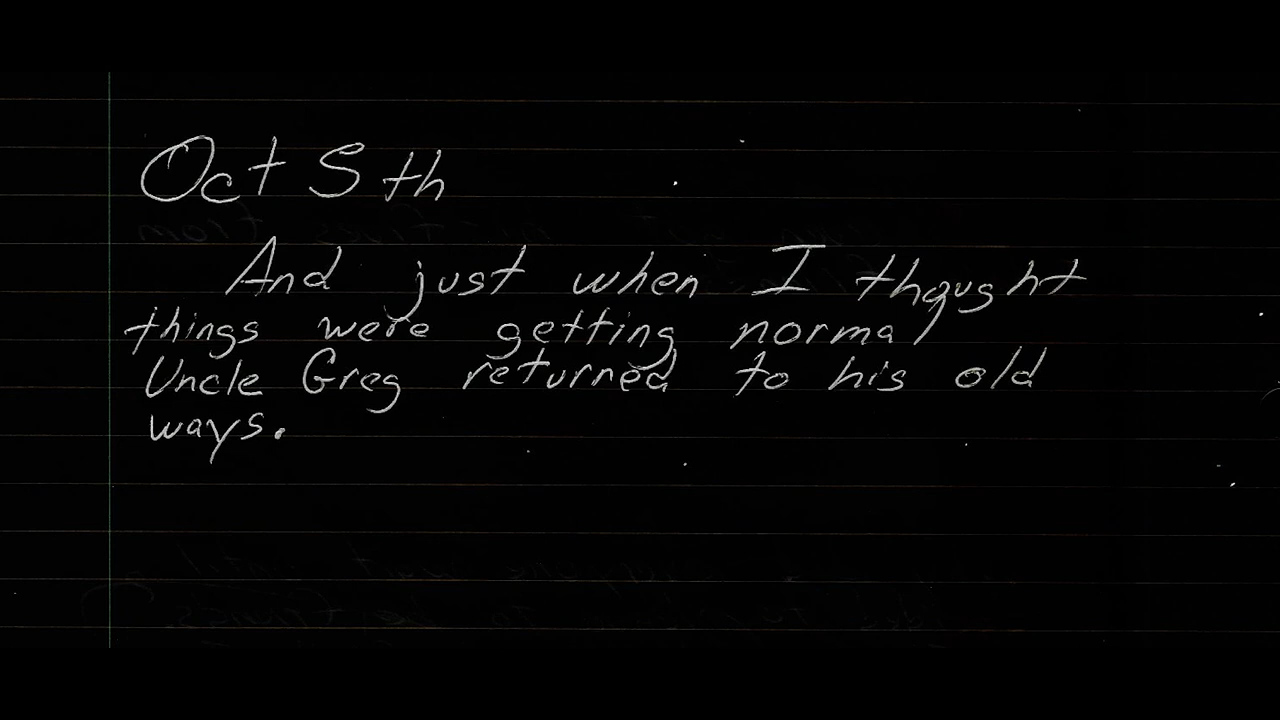 Oct 5th
And just when I thought
things were getting normal
Uncle Greg returned to his old
ways.